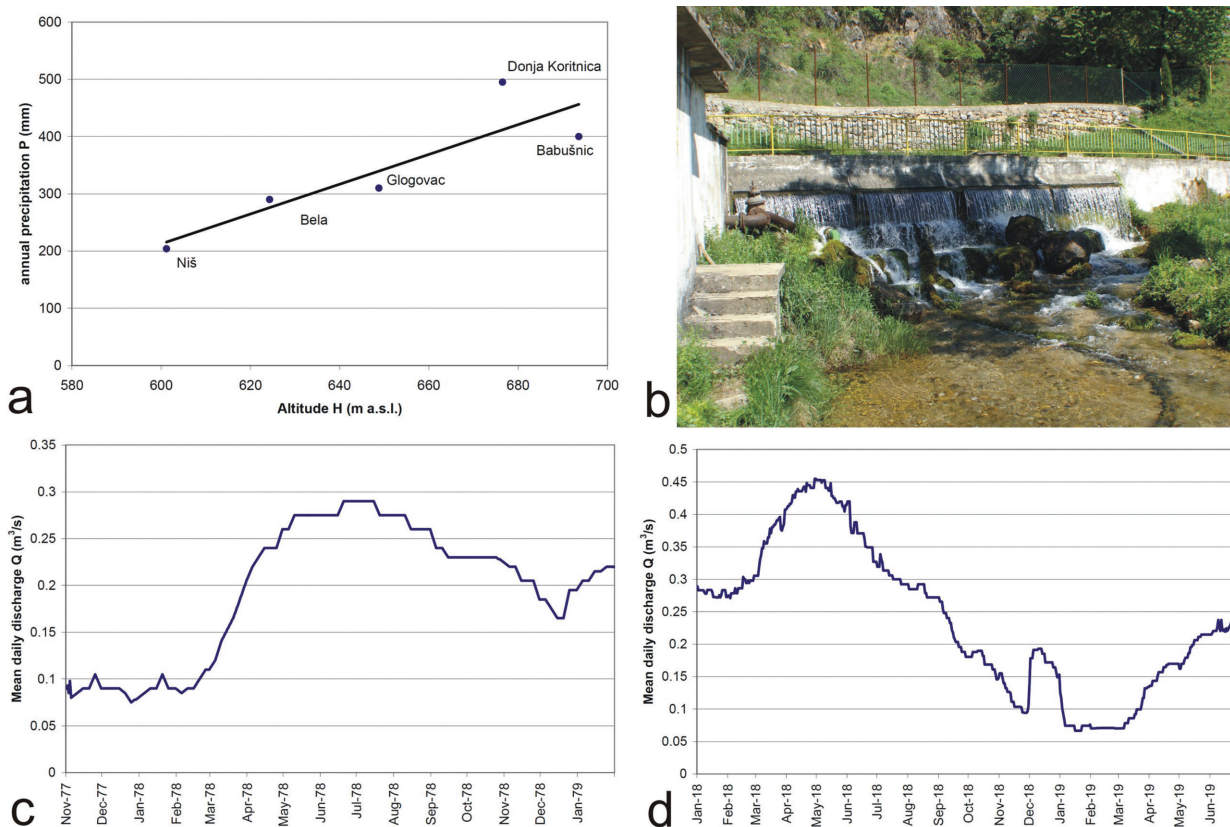 600
500
400
300
200
100
0
annual precipitation P (mm)
Donja Koritnica
Babušnic
Glogovac
Bela
Niš
580 600 620 640 660 680 700
Altitude H (m a.s.l.)
a
b
0.35
0.3
0.25
0.2
0.15
0.1
0.05
0
Mean daily discharge Q (m³/s)
Nov-77 Dec-77 Jan-78 Feb-78 Mar-78 Apr-78 May-78 Jun-78 Jul-78 Aug-78 Sep-78 Oct-78 Nov-78 Dec-78 Jan-79
c
0.5
0.45
0.4
0.35
0.3
0.25
0.2
0.15
0.1
0.05
0
Mean daily discharge Q (m³/s)
Jan-18 Feb-18 Mar-18 Apr-18 May-18 Jun-18 Jul-18 Aug-18 Sep-18 Oct-18 Nov-18 Dec-18 Jan-19 Feb-19 Mar-19 Apr-19 May-19 Jun-19
d